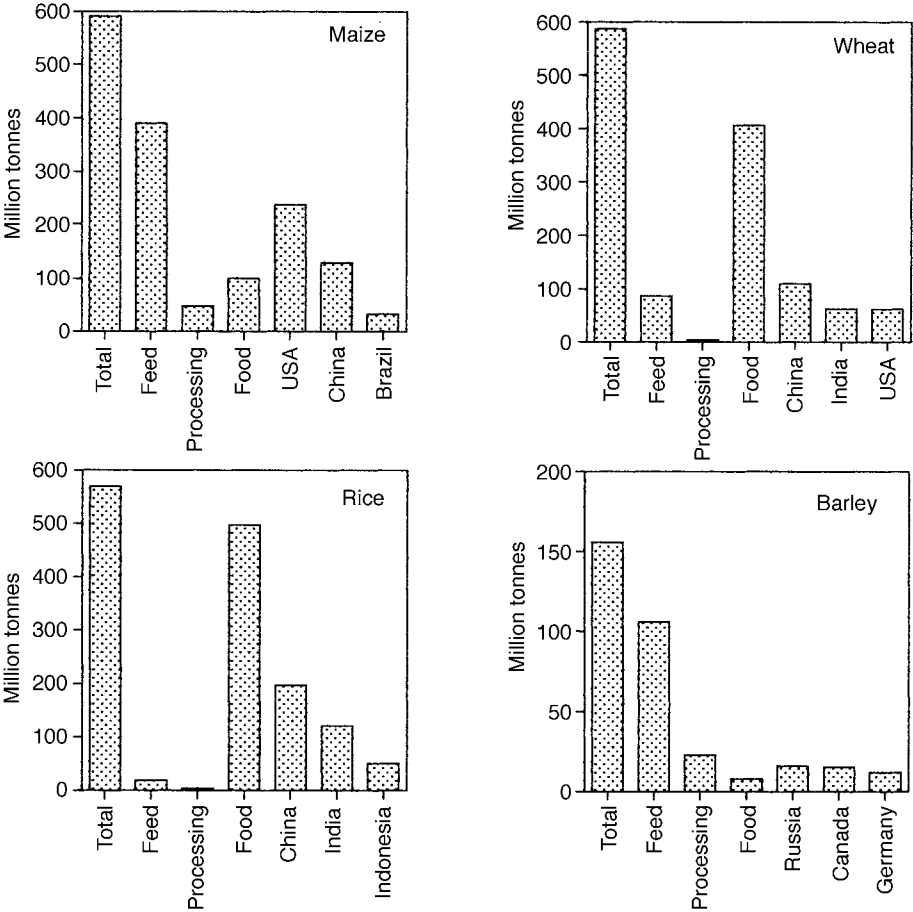 Maize
Million tonnes
600
500
400
300
200
100
0
Total
Feed
Processing
Food
USA
China
Brazil
Wheat
Million tonnes
600
500
400
300
200
100
0
Total
Feed
Processing
Food
China
India
USA
Rice
Million tonnes
600
500
400
300
200
100
0
Total
Feed
Processing
Food
China
India
Indonesia
Barley
Million tonnes
200
150
100
50
0
Total
Feed
Processing
Food
Russia
Canada
Germany